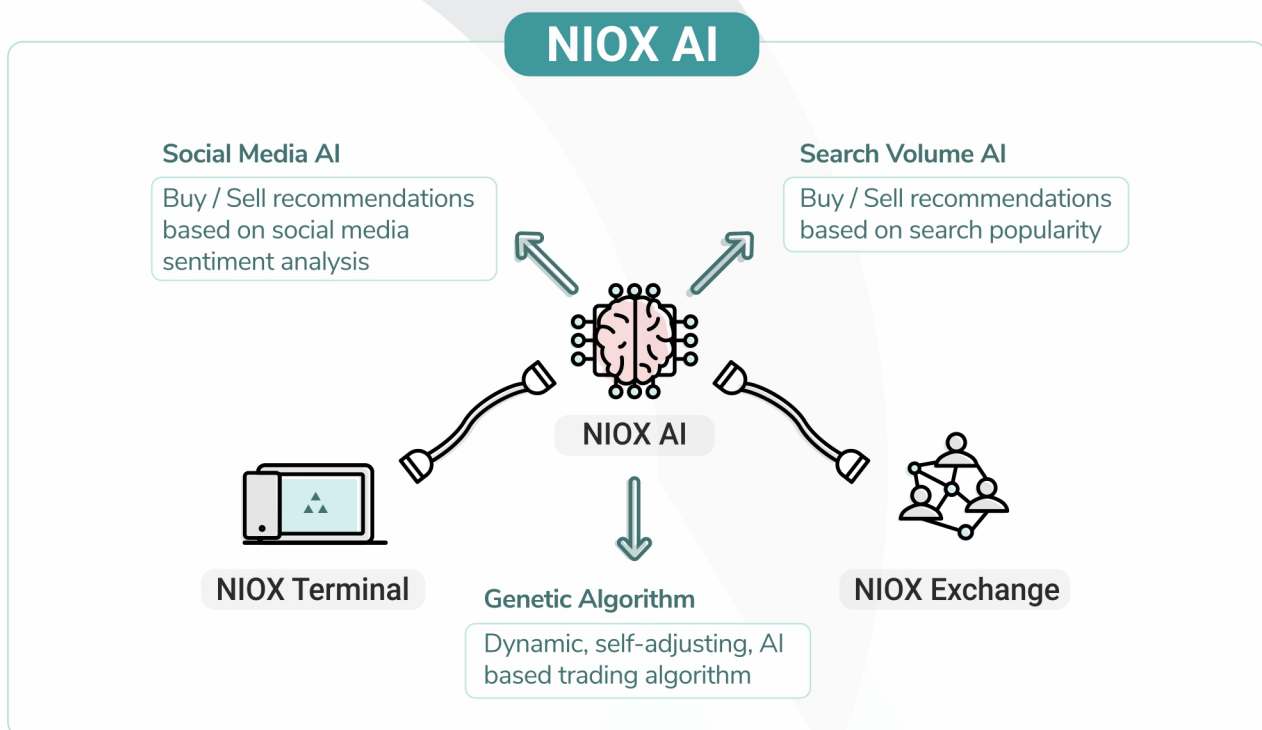 NIOX AI
Social Media AI
Buy / Sell recommendations
based on social media
sentiment analysis
Search Volume AI
Buy / Sell recommendations
based on search popularity
NIOX AI
NIOX Terminal
NIOX Exchange
Genetic Algorithm
Dynamic, self-adjusting, AI
based trading algorithm